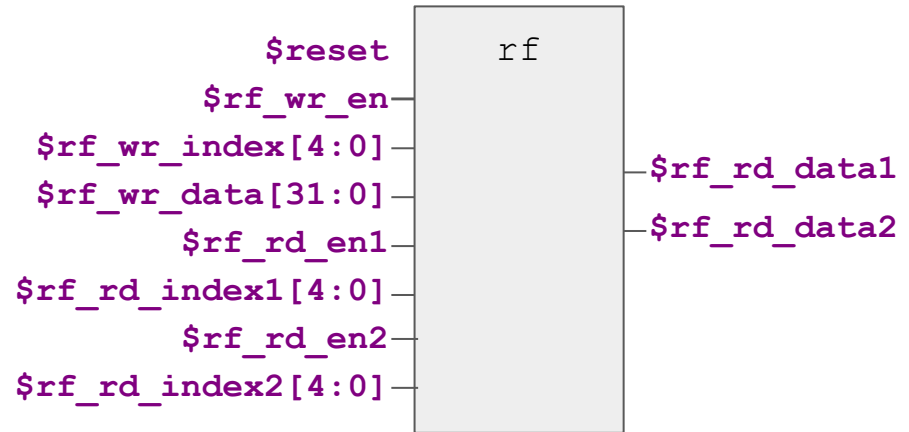 rf
$reset
$rf_wr_en
$rf_wr_index[4:0]
$rf_wr_data[31:0]
$rf_rd_en1
$rf_rd_index1[4:0]
$rf_rd_en2
$rf_rd_index2[4:0]
$rf_rd_data1
$rf_rd_data2